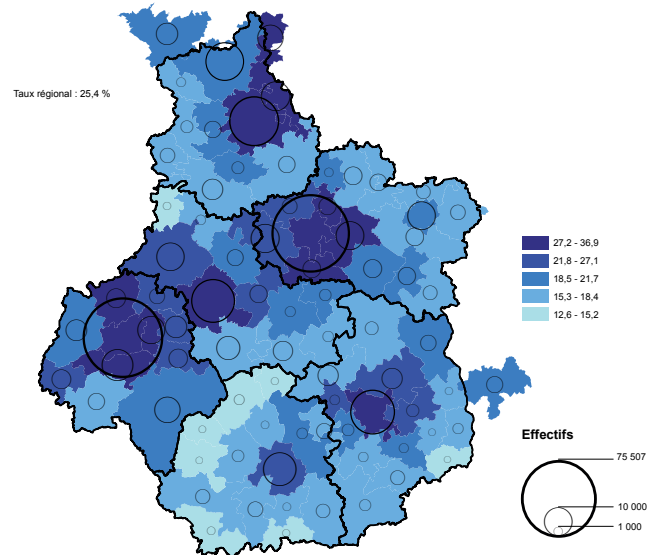 Taux régional : 25,4 %
27,2 - 36,9
21,8 - 27,1
18,5 - 21,7
15,3 - 18,4
12,6 - 15,2
Effectifs
75 507
10 000
1 000